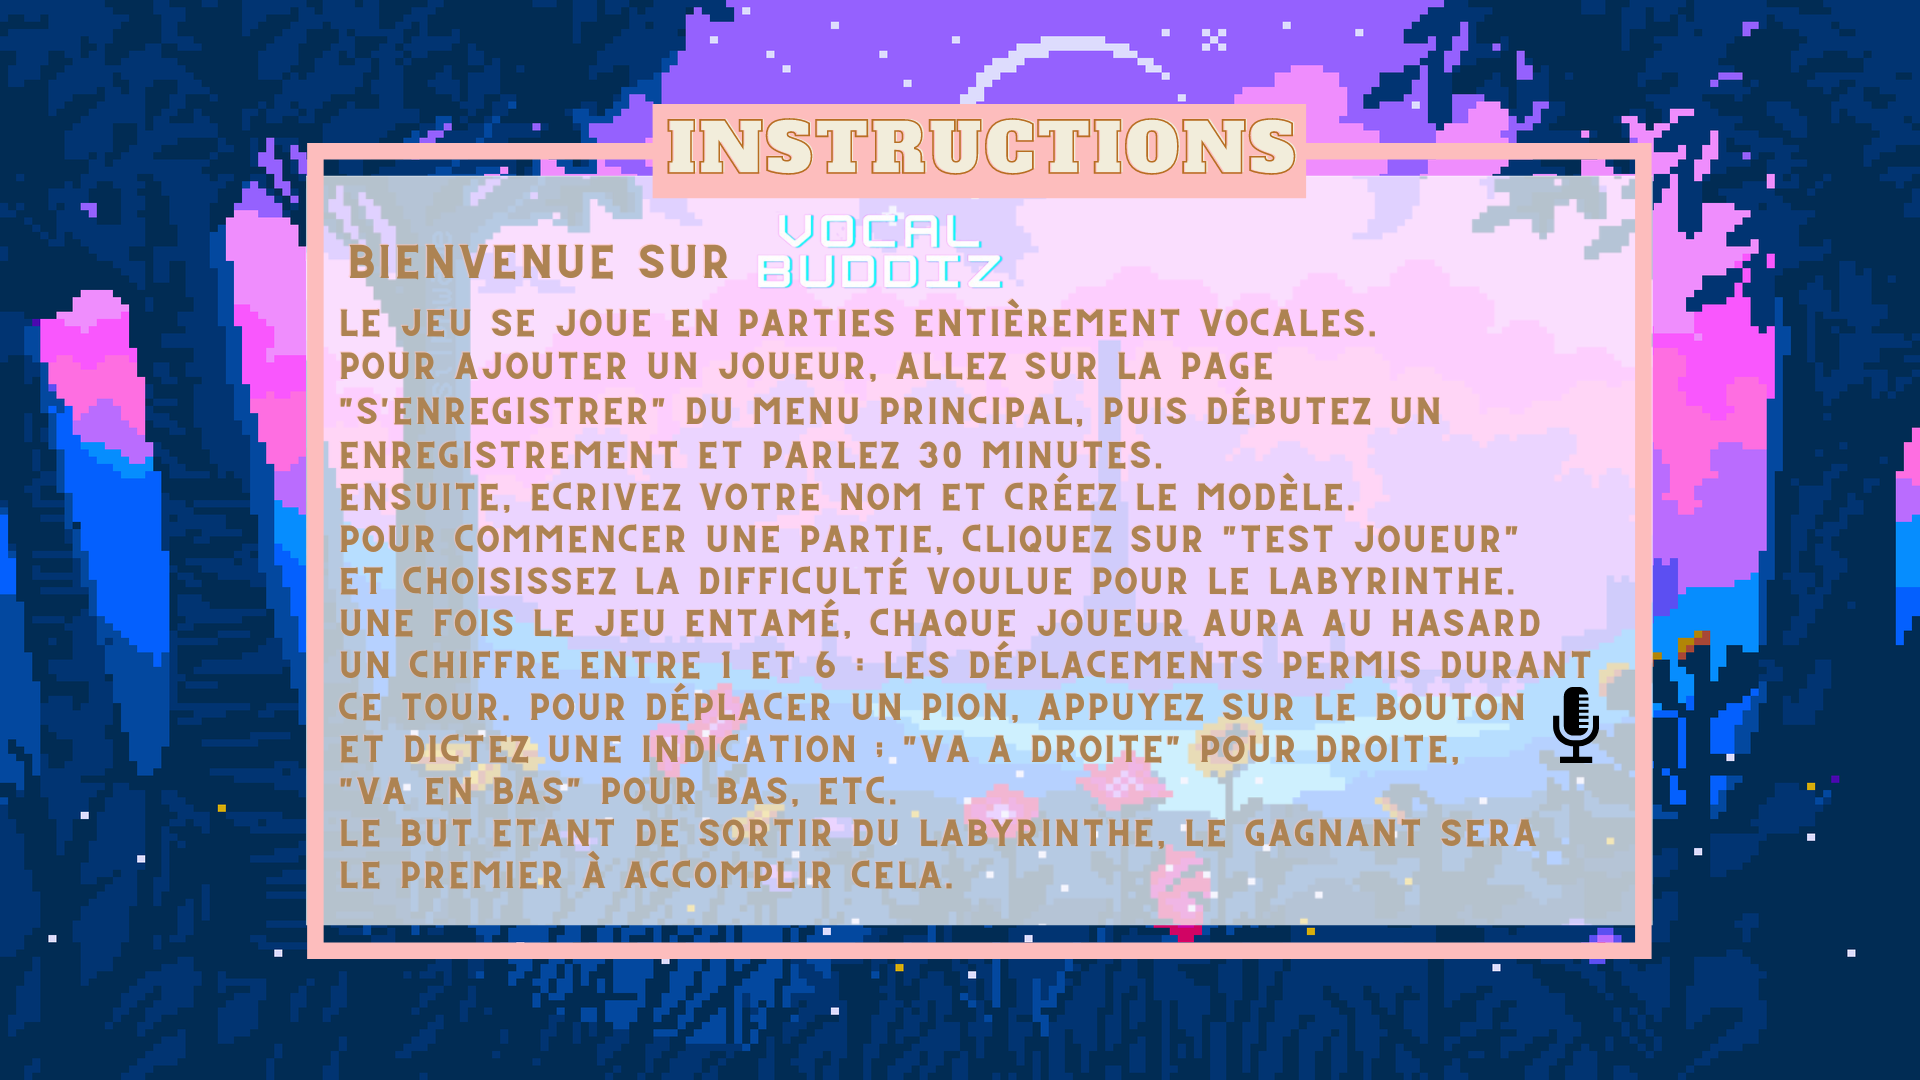 INSTRUCTIONS
BIENVENUE SUR VOCAL BUDDIZ
LE JEU SE JOUE EN PARTIES ENTIÈREMENT VOCALES.
POUR AJOUTER UN JOUEUR, ALLEZ SUR LA PAGE
"S'ENREGISTRER" DU MENU PRINCIPAL, PUIS DÉBUTEZ UN
ENREGISTREMENT ET PARLEZ 30 MINUTES.
ENSUITE, ECRIVEZ VOTRE NOM ET CRÉEZ LE MODÈLE.
POUR COMMENCER UNE PARTIE, CLIQUEZ SUR "TEST JOUEUR"
ET CHOISISSEZ LA DIFFICULTÉ VOULUE POUR LE LABYRINTHE.
UNE FOIS LE JEU ENTAMÉ, CHAQUE JOUEUR AURA AU HASARD
UN CHIFFRE ENTRE 1 ET 6 : LES DÉPLACEMENTS PERMIS DURANT
CE TOUR. POUR DÉPLACER UN PION, APPUYEZ SUR LE BOUTON
ET DICTEZ UNE INDICATION ; "VA A DROITE" POUR DROITE,
"VA EN BAS" POUR BAS, ETC.
LE BUT ETANT DE SORTIR DU LABYRINTHE, LE GAGNANT SERA
LE PREMIER À ACCOMPLIR CELA.